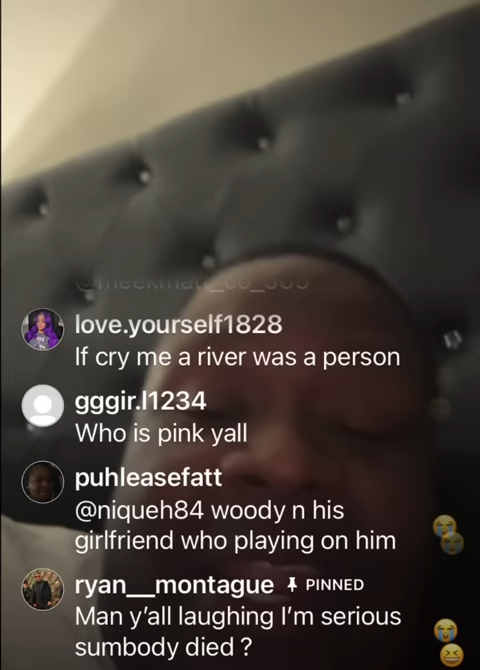 love.yourself1828
If cry me a river was a person
gggir.l1234
Who is pink yall
puhleasefatt
@niqueh84 woody n his
girlfriend who playing on him
ryan__montague PINNED
Man y’all laughing I’m serious
sumbody died ?